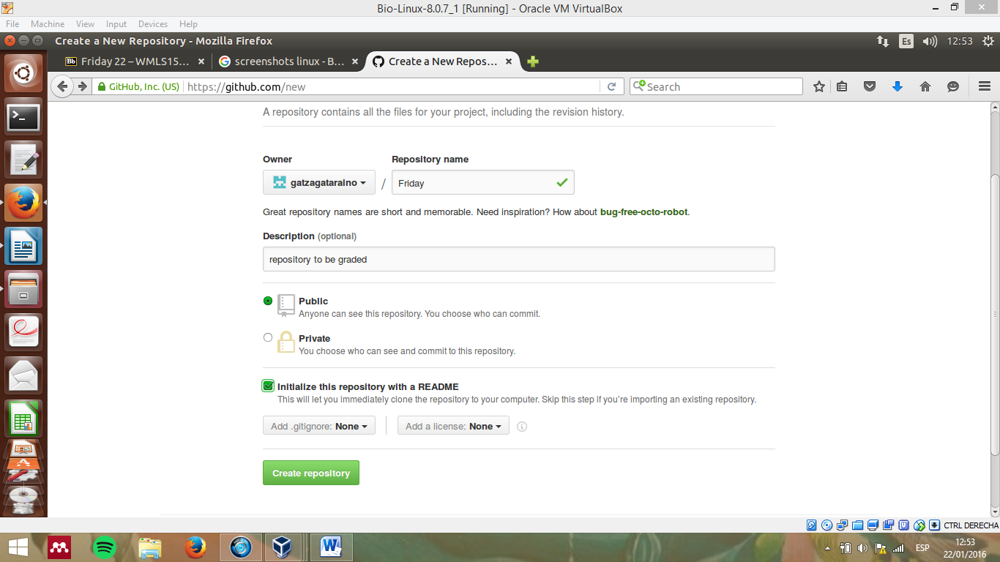 Bio-Linux-8.0.7_1 [Running] - Oracle VM VirtualBox
File Machine View Input Devices Help
Create a New Repository - Mozilla Firefox
Es 12:53
Bb Friday 22 – WMLS15…
screenshots linux - B…
Create a New Repos…
GitHub, Inc. (US) https://github.com/new
Search
A repository contains all the files for your project, including the revision history.
Owner Repository name
gatzagataraino / Friday
Great repository names are short and memorable. Need inspiration? How about bug-free-octo-robot.
Description (optional)
repository to be graded
Public
Anyone can see this repository. You choose who can commit.
Private
You choose who can see and commit to this repository.
Initialize this repository with a README
This will let you immediately clone the repository to your computer. Skip this step if you’re importing an existing repository.
Add .gitignore: None Add a license: None
Create repository
CTRL DERECHA
ESP
12:53
22/01/2016